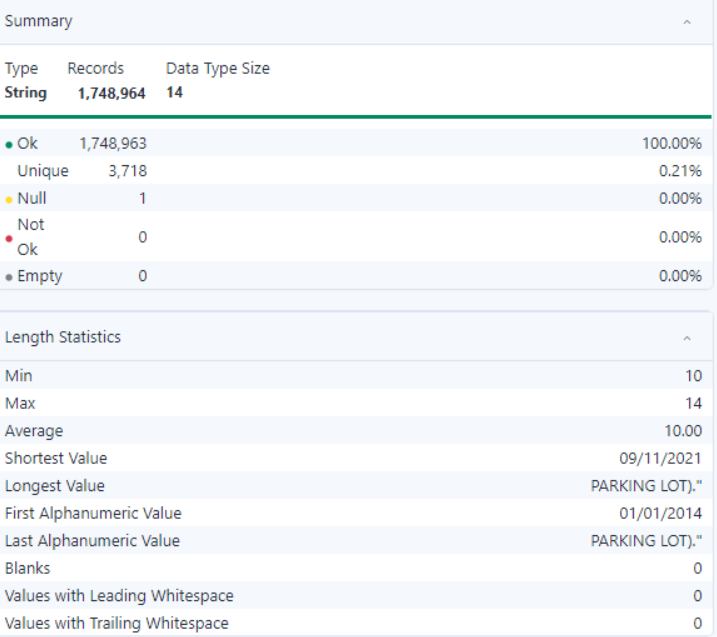 Summary
Type Records Data Type Size
String 1,748,964 14
Ok 1,748,963 100.00%
Unique 3,718 0.21%
Null 1 0.00%
Not
Ok 0 0.00%
Empty 0 0.00%
Length Statistics
Min 10
Max 14
Average 10.00
Shortest Value 09/11/2021
Longest Value PARKING LOT)."
First Alphanumeric Value 01/01/2014
Last Alphanumeric Value PARKING LOT)."
Blanks 0
Values with Leading Whitespace 0
Values with Trailing Whitespace 0